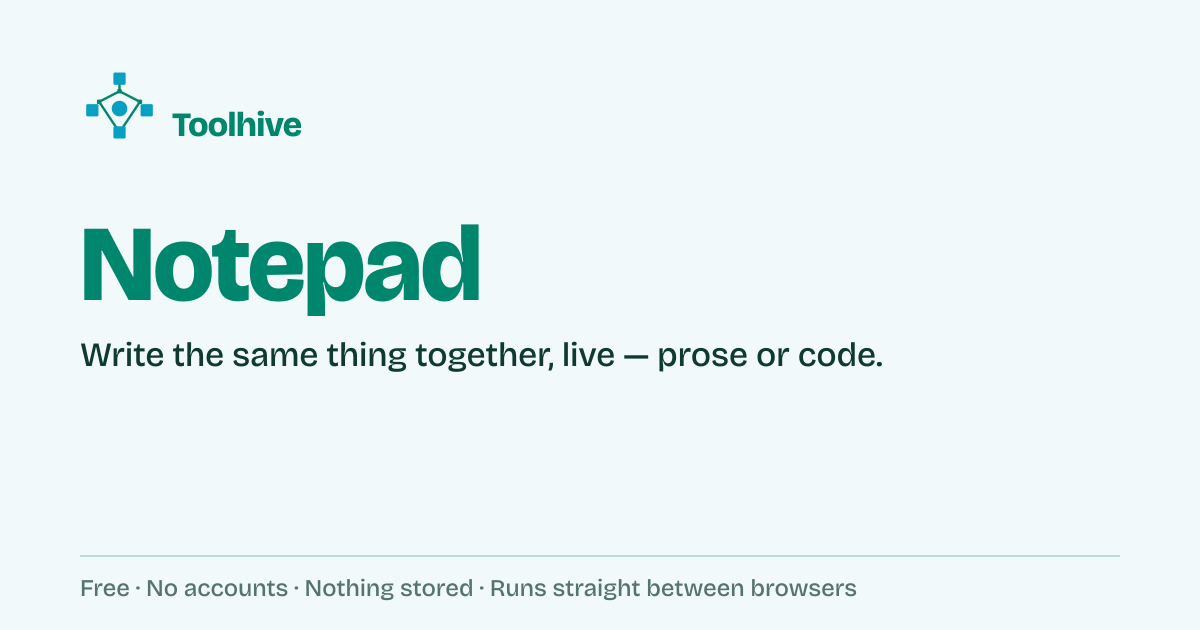 Toolhive
Notepad
Write the same thing together, live — prose or code.
Free · No accounts · Nothing stored · Runs straight between browsers